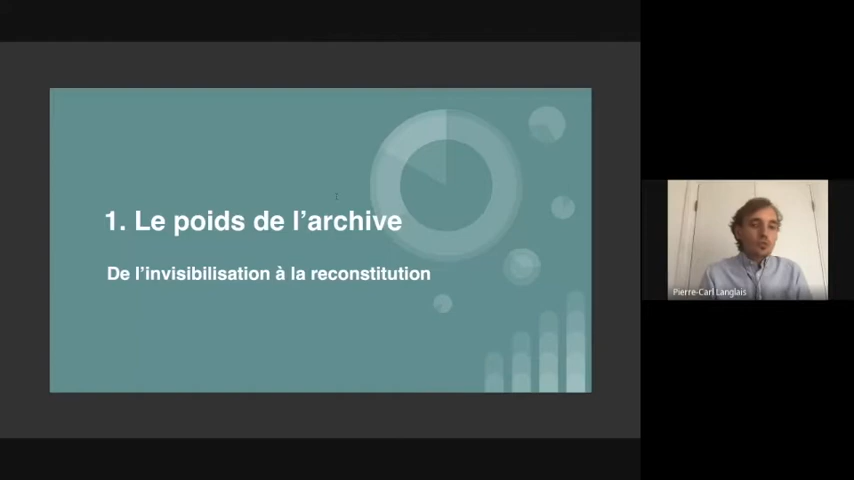 1. Le poids de l’archive
De l’invisibilisation à la reconstitution
Pierre-Carl Langlais